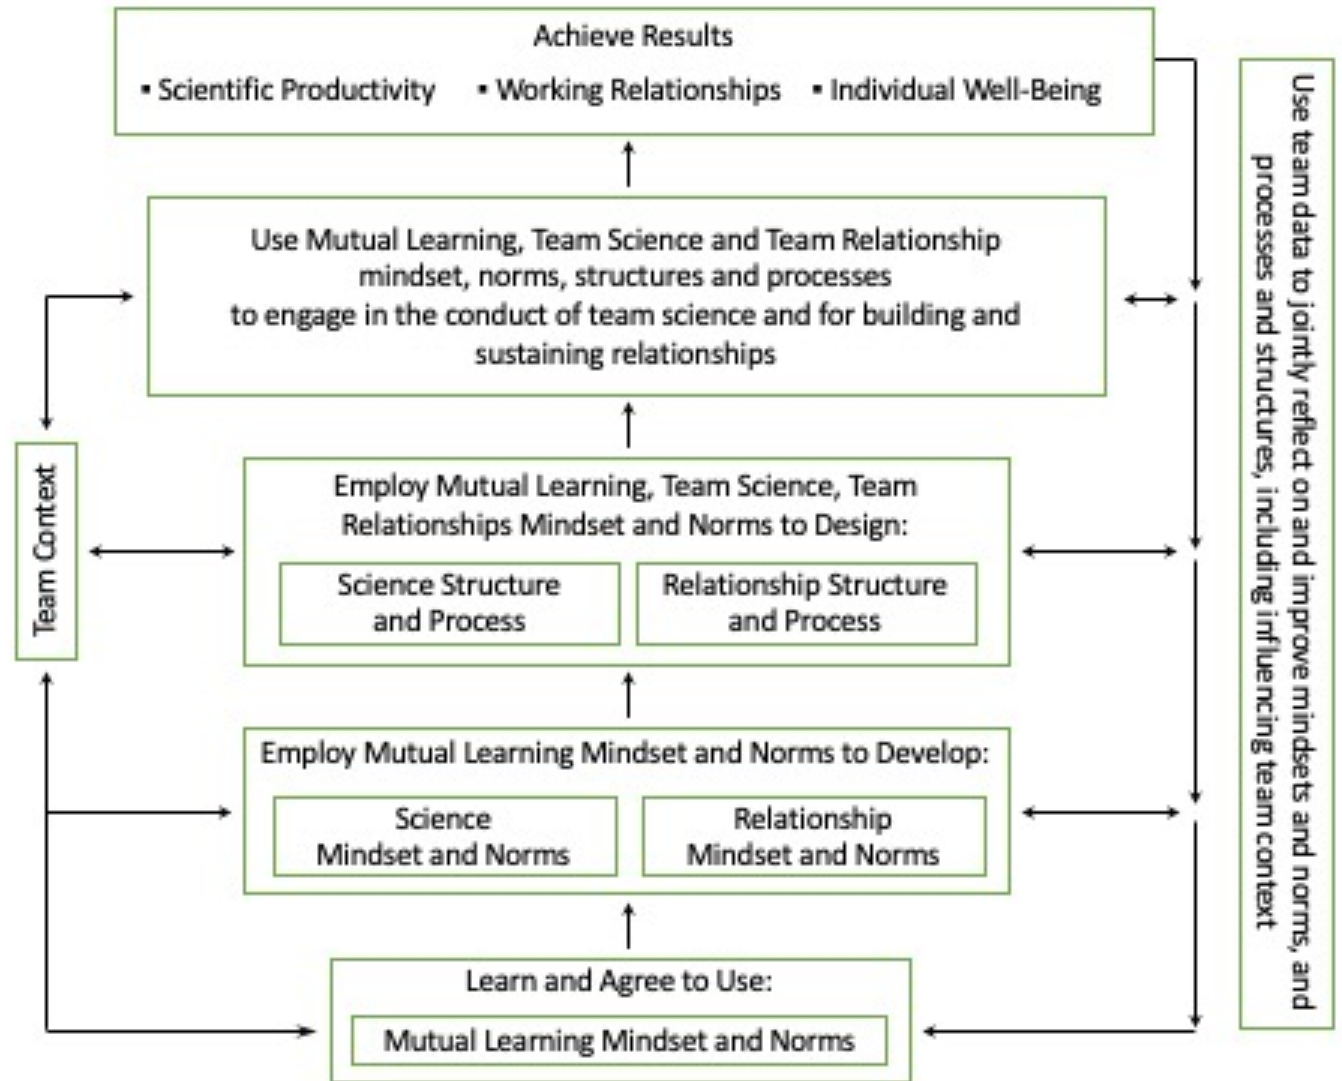 Achieve Results
▪ Scientific Productivity ▪ Working Relationships ▪ Individual Well-Being
Use Mutual Learning, Team Science and Team Relationship
mindset, norms, structures and processes
to engage in the conduct of team science and for building and
sustaining relationships
Team Context
Employ Mutual Learning, Team Science, Team
Relationships Mindset and Norms to Design:
Science Structure
and Process
Relationship Structure
and Process
Employ Mutual Learning Mindset and Norms to Develop:
Science
Mindset and Norms
Relationship
Mindset and Norms
Learn and Agree to Use:
Mutual Learning Mindset and Norms
Use team data to jointly reflect on and improve mindsets and norms, and
processes and structures, including influencing team context